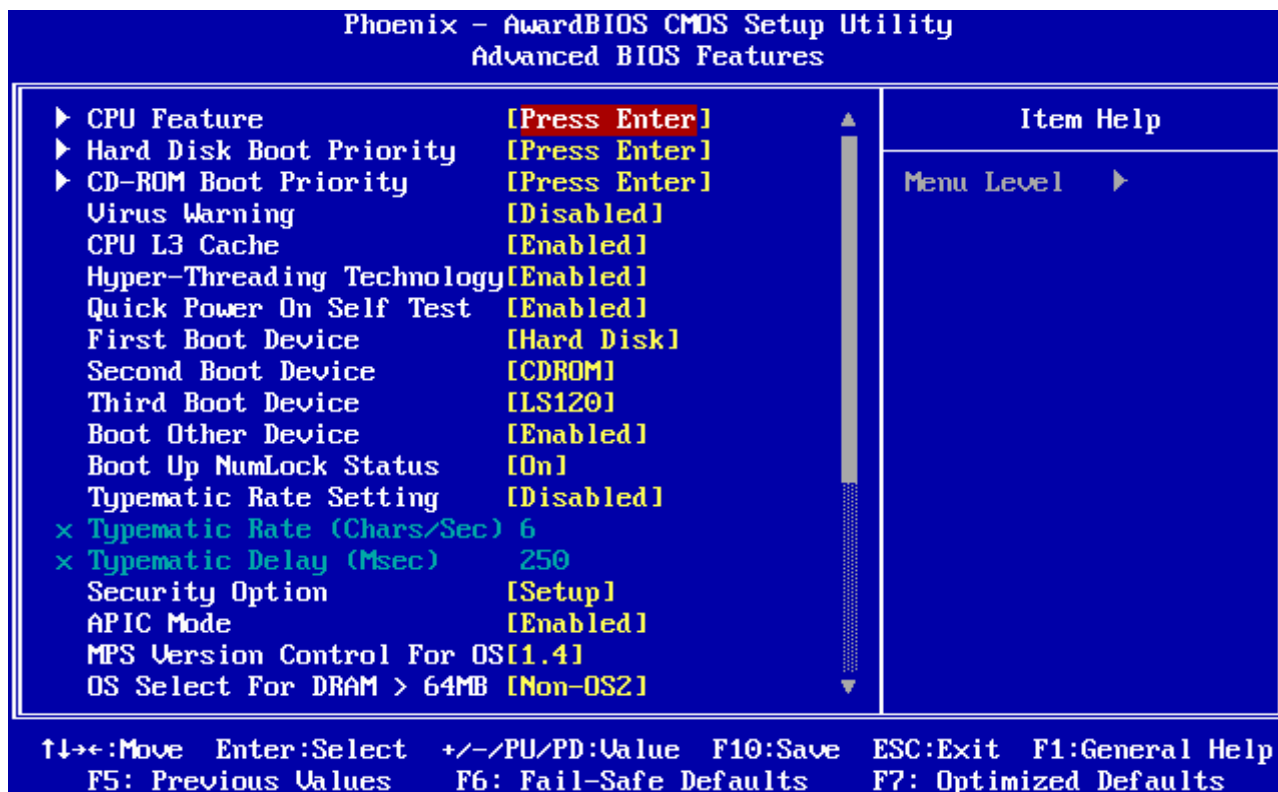 Phoenix - AwardBIOS CMOS Setup Utility
Advanced BIOS Features
CPU Feature [Press Enter]
Hard Disk Boot Priority [Press Enter]
CD-ROM Boot Priority [Press Enter]
Virus Warning [Disabled]
CPU L3 Cache [Enabled]
Hyper-Threading Technology[Enabled]
Quick Power On Self Test [Enabled]
First Boot Device [Hard Disk]
Second Boot Device [CDROM]
Third Boot Device [LS120]
Boot Other Device [Enabled]
Boot Up NumLock Status [On]
Typematic Rate Setting [Disabled]
x Typematic Rate (Chars/Sec) 6
x Typematic Delay (Msec) 250
Security Option [Setup]
APIC Mode [Enabled]
MPS Version Control For OS[1.4]
OS Select For DRAM > 64MB [Non-OS2]
Item Help
Menu Level
↑↓→←:Move Enter:Select +/-/PU/PD:Value F10:Save ESC:Exit F1:General Help
F5: Previous Values F6: Fail-Safe Defaults F7: Optimized Defaults